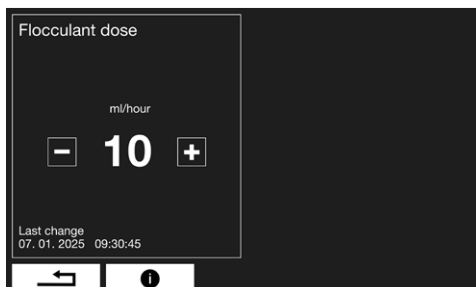 Flocculant dose
ml/hour
− 10 +
Last change
07. 01. 2025 09:30:45
i